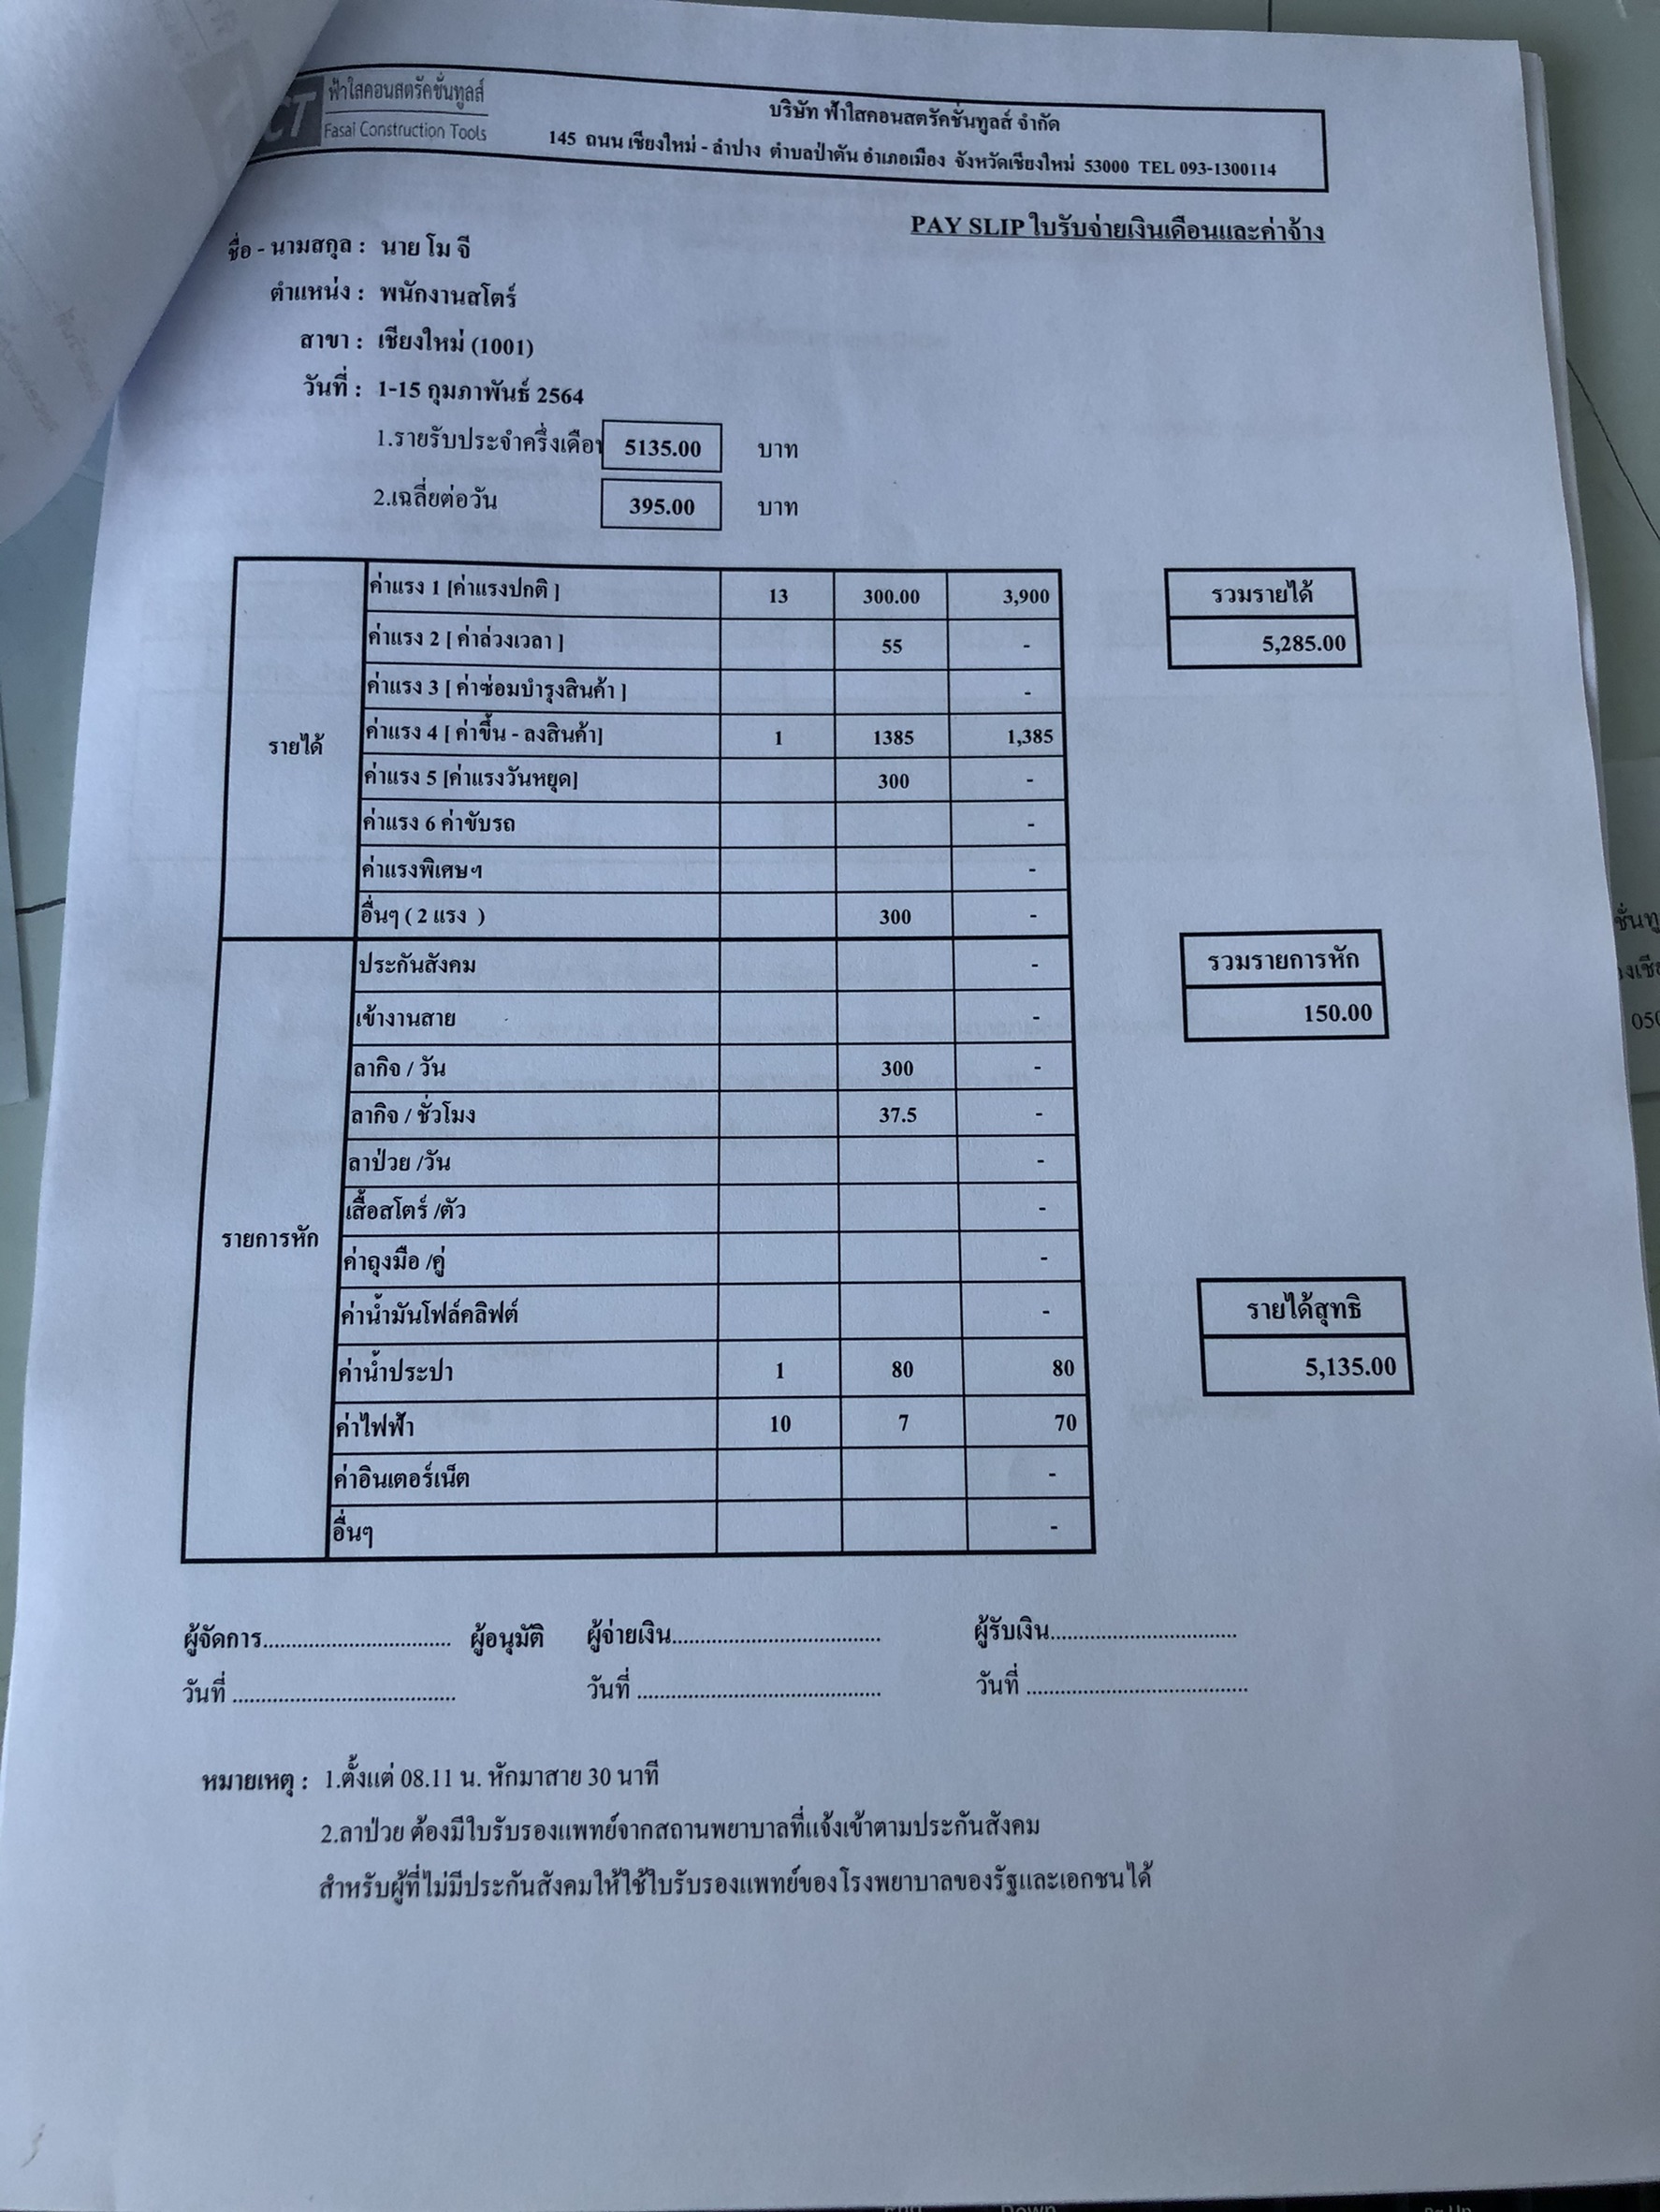 CT ฟ้าใสคอนสตรัคชั่นทูลส์
Fasai Construction Tools
บริษัท ฟ้าใสคอนสตรัคชั่นทูลส์ จำกัด
145 ถนน เชียงใหม่ - ลำปาง ตำบลป่าตัน อำเภอเมือง จังหวัดเชียงใหม่ 53000 TEL 093-1300114
PAY SLIP ใบรับจ่ายเงินเดือนและค่าจ้าง
ชื่อ - นามสกุล : นาย โม จี
ตำแหน่ง : พนักงานสโตร์
สาขา : เชียงใหม่ (1001)
วันที่ : 1-15 กุมภาพันธ์ 2564
1.รายรับประจำครึ่งเดือน 5135.00 บาท
2.เฉลี่ยต่อวัน 395.00 บาท
รายได้
ค่าแรง 1 [ค่าแรงปกติ ] 13 300.00 3,900
ค่าแรง 2 [ ค่าล่วงเวลา ] 55 -
ค่าแรง 3 [ ค่าซ่อมบำรุงสินค้า ] -
ค่าแรง 4 [ ค่าขึ้น - ลงสินค้า] 1 1385 1,385
ค่าแรง 5 [ค่าแรงวันหยุด] 300 -
ค่าแรง 6 ค่าขับรถ -
ค่าแรงพิเศษฯ -
อื่นๆ ( 2 แรง ) 300 -
รวมรายได้
5,285.00
รายการหัก
ประกันสังคม -
เข้างานสาย -
ลากิจ / วัน 300 -
ลากิจ / ชั่วโมง 37.5 -
ลาป่วย /วัน -
เสื้อสโตร์ /ตัว -
ค่าถุงมือ /คู่ -
ค่าน้ำมันโฟล์คลิฟต์ -
ค่าน้ำประปา 1 80 80
ค่าไฟฟ้า 10 7 70
ค่าอินเตอร์เน็ต -
อื่นๆ -
รวมรายการหัก
150.00
รายได้สุทธิ
5,135.00
ผู้จัดการ................................. ผู้อนุมัติ ผู้จ่ายเงิน..................................... ผู้รับเงิน.................................
วันที่ ....................................... วันที่ ........................................... วันที่ .......................................
หมายเหตุ : 1.ตั้งแต่ 08.11 น. หักมาสาย 30 นาที
2.ลาป่วย ต้องมีใบรับรองแพทย์จากสถานพยาบาลที่แจ้งเข้าตามประกันสังคม
สำหรับผู้ที่ไม่มีประกันสังคมให้ใช้ใบรับรองแพทย์ของโรงพยาบาลของรัฐและเอกชนได้